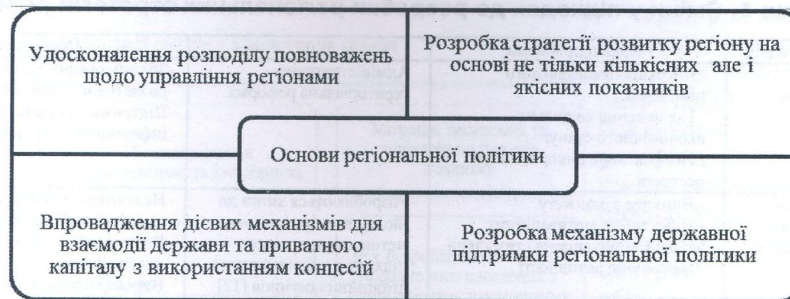 Удосконалення розподілу повноважень
щодо управління регіонами
Розробка стратегії розвитку регіону на
основі не тільки кількісних але і
якісних показників
Основи регіональної політики
Впровадження дієвих механізмів для
взаємодії держави та приватного
капіталу з використанням концесій
Розробка механізму державної
підтримки регіональної політики